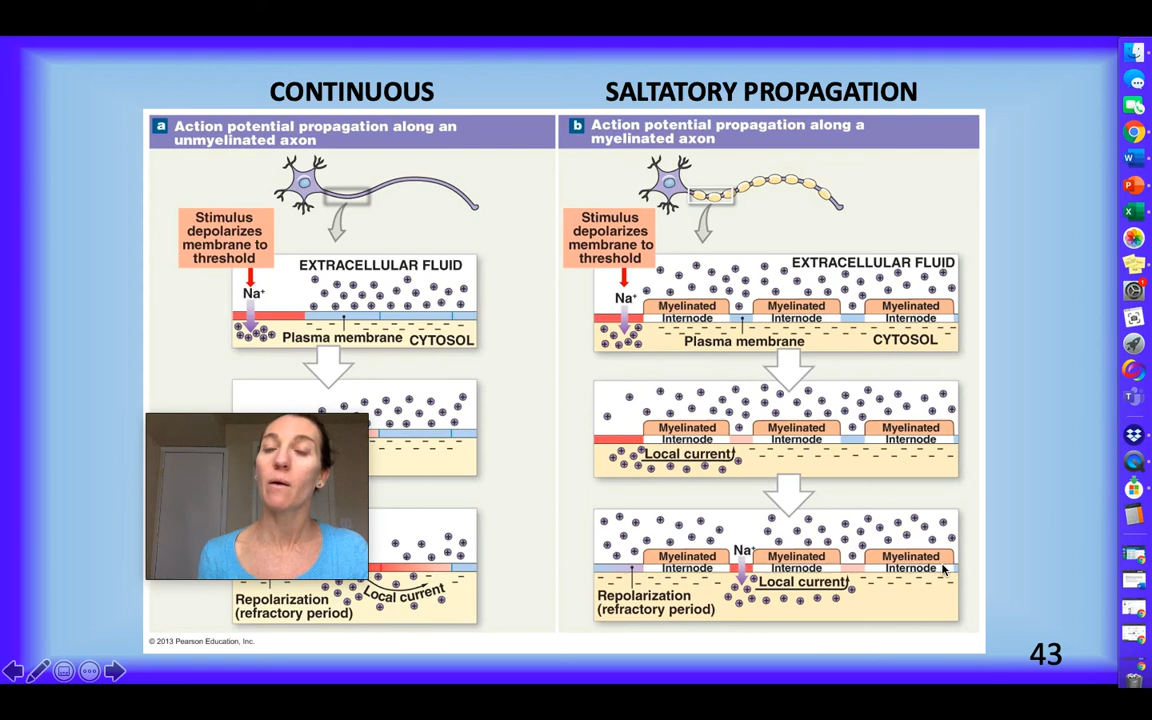 CONTINUOUS
SALTATORY PROPAGATION
a Action potential propagation along an
unmyelinated axon
Stimulus
depolarizes
membrane to
threshold
EXTRACELLULAR FLUID
Na⁺
Plasma membrane
CYTOSOL
Repolarization
(refractory period)
Local current
b Action potential propagation along a
myelinated axon
Stimulus
depolarizes
membrane to
threshold
EXTRACELLULAR FLUID
Na⁺
Myelinated Myelinated Myelinated
Internode Internode Internode
Plasma membrane
CYTOSOL
Myelinated Myelinated Myelinated
Internode Internode Internode
Local current
Na⁺
Myelinated Myelinated Myelinated
Internode Internode Internode
Local current
Repolarization
(refractory period)
© 2013 Pearson Education, Inc.
43